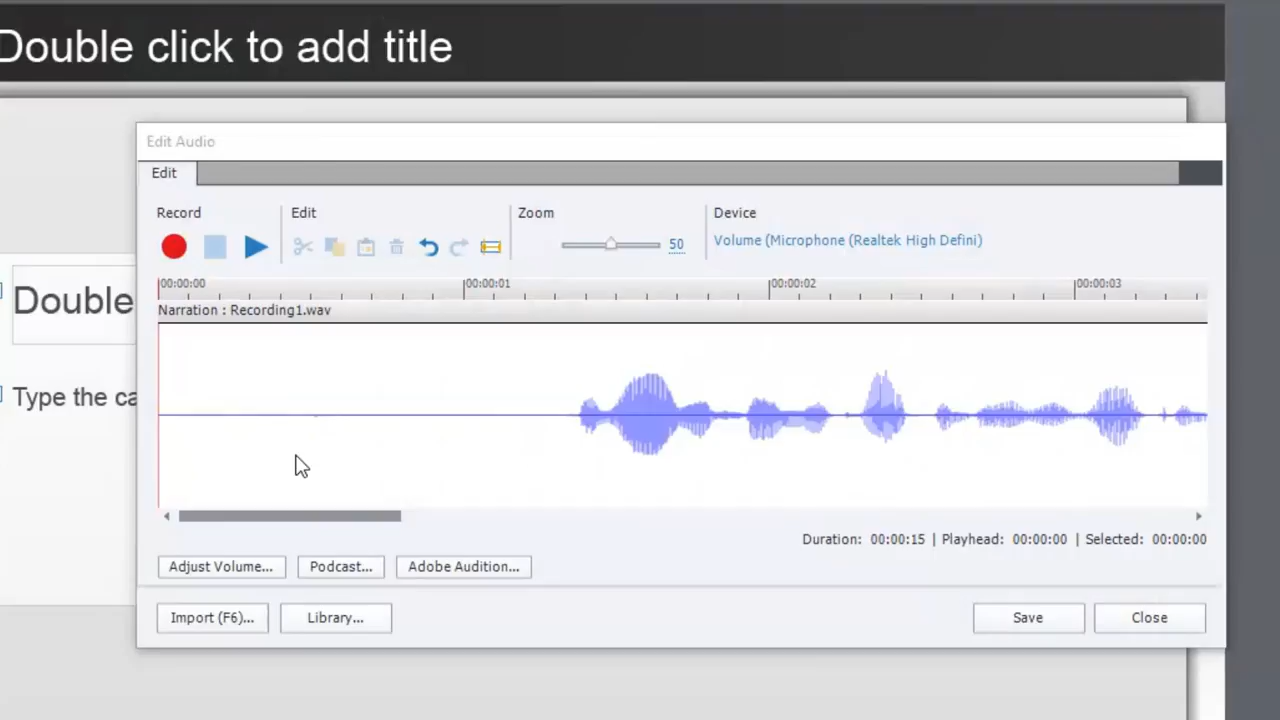 Double click to add title
Edit Audio
Edit
Record
Edit
Zoom
Device
50
Volume (Microphone (Realtek High Defini)
00:00:00
00:00:01
00:00:02
00:00:03
Narration : Recording1.wav
Double
Type the ca
Duration: 00:00:15 | Playhead: 00:00:00 | Selected: 00:00:00
Adjust Volume...
Podcast...
Adobe Audition...
Import (F6)...
Library...
Save
Close